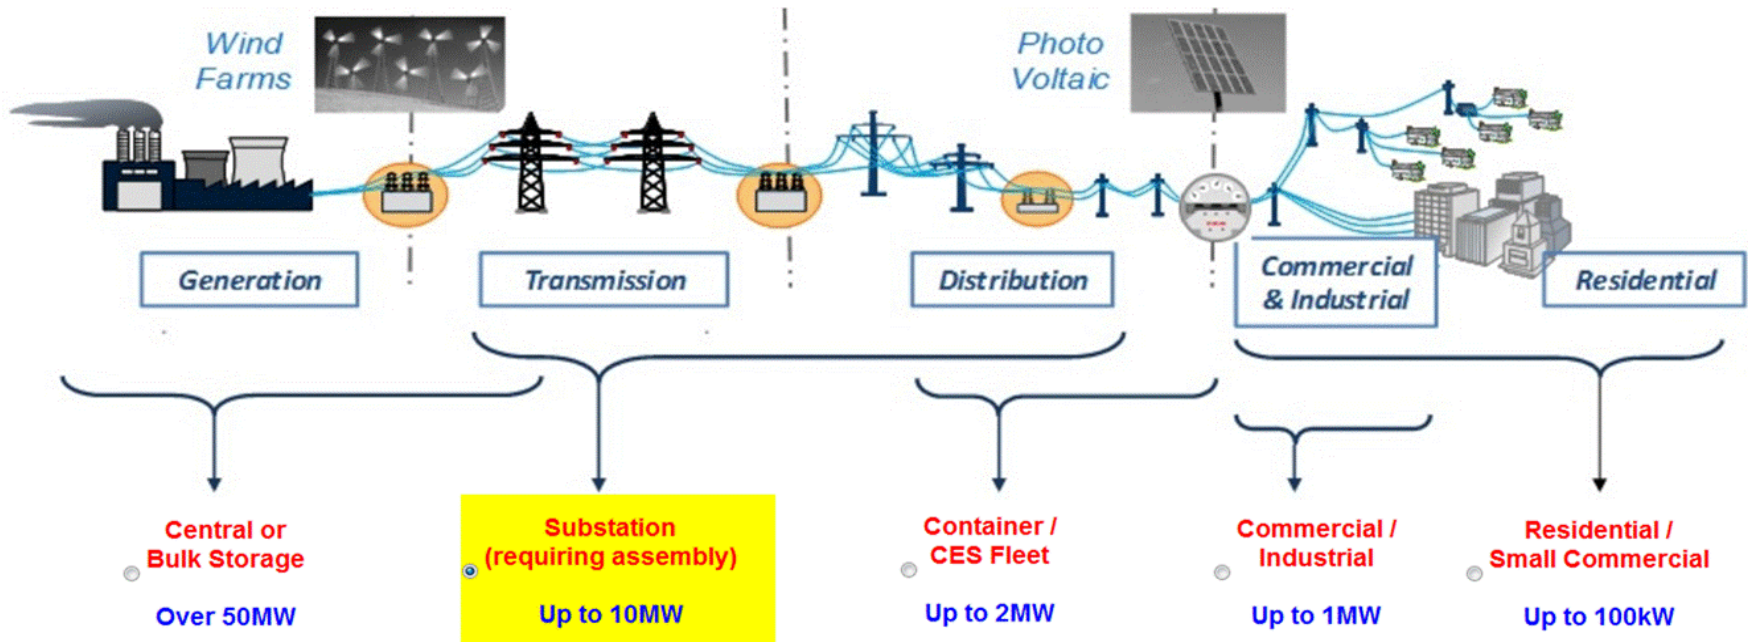 Wind
Farms
Photo
Voltaic
Generation
Transmission
Distribution
Commercial
& Industrial
Residential
Central or
Bulk Storage
Over 50MW
Substation
(requiring assembly)
Up to 10MW
Container /
CES Fleet
Up to 2MW
Commercial /
Industrial
Up to 1MW
Residential /
Small Commercial
Up to 100kW